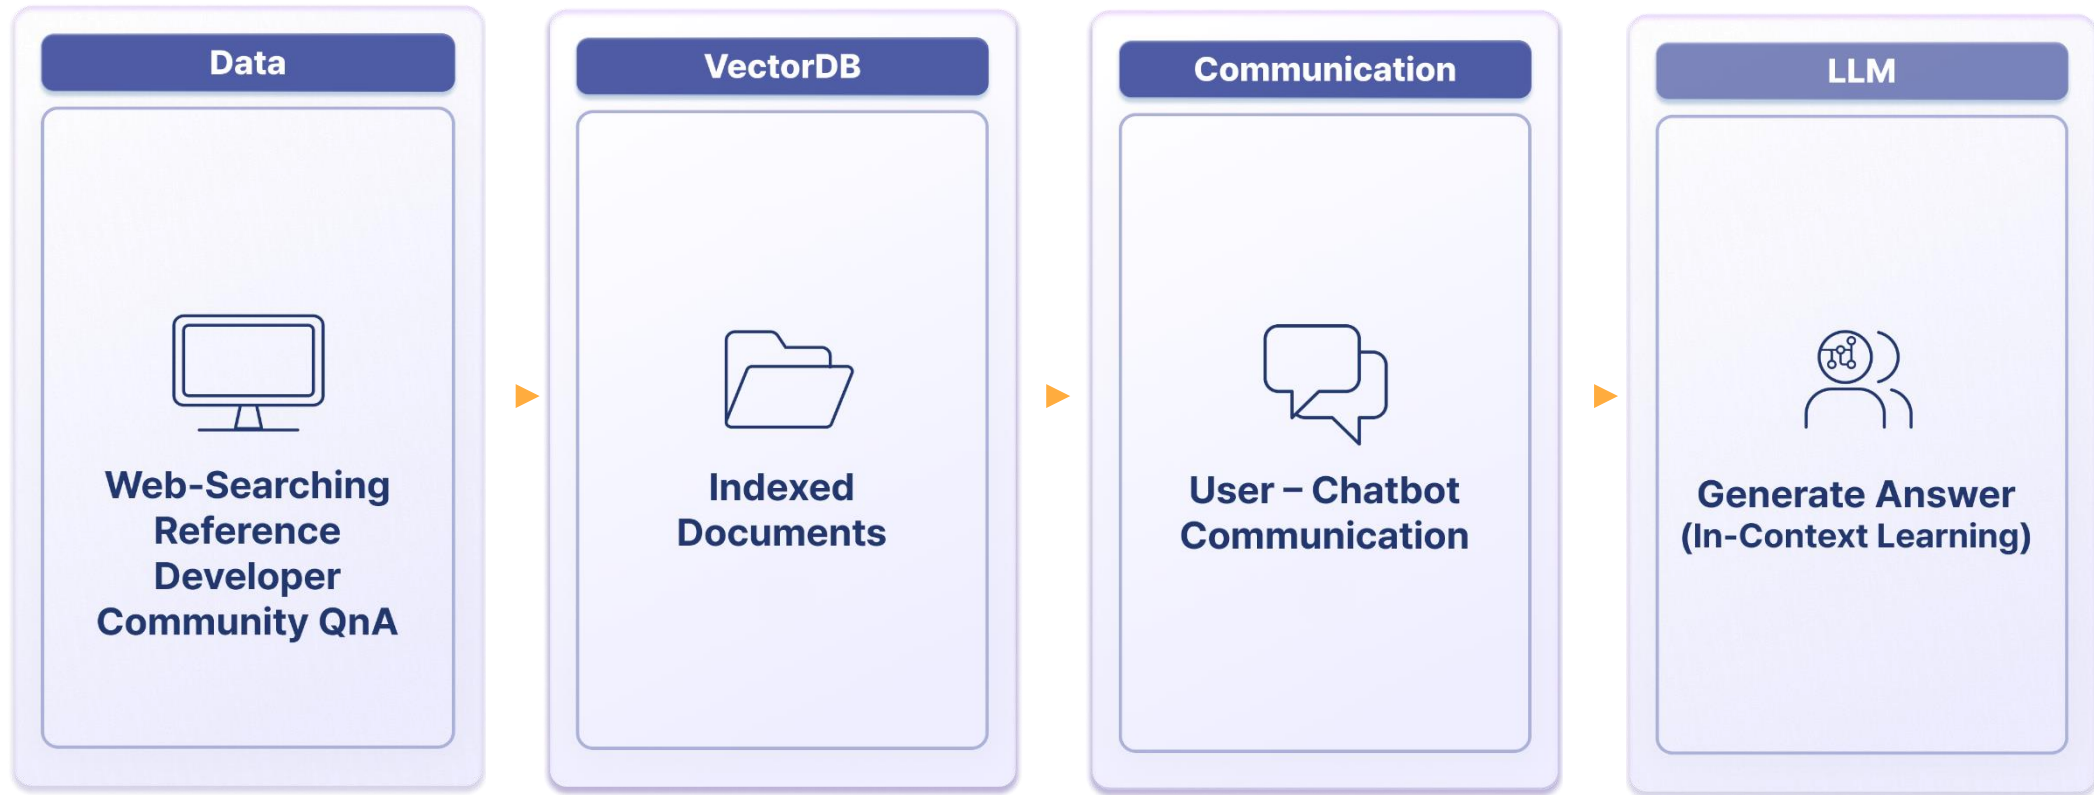 Data
Web-Searching
Reference
Developer
Community QnA
VectorDB
Indexed
Documents
Communication
User – Chatbot
Communication
LLM
Generate Answer
(In-Context Learning)